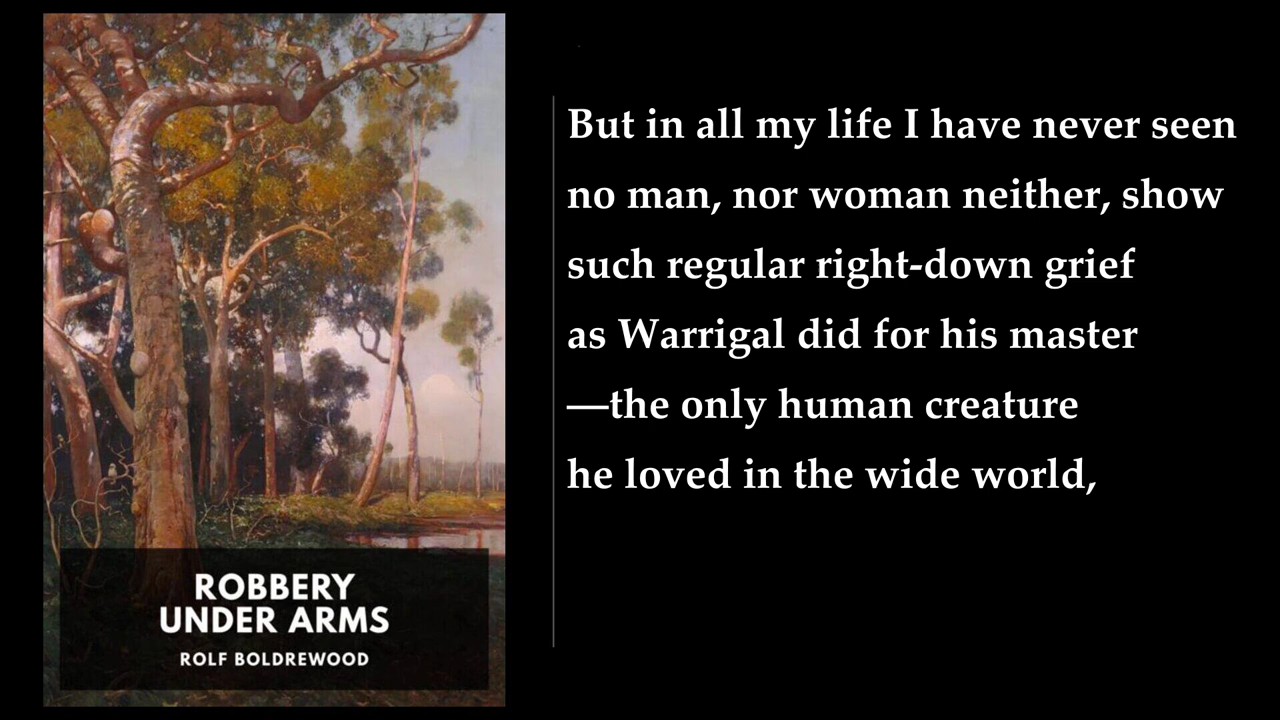 But in all my life I have never seen
no man, nor woman neither, show
such regular right-down grief
as Warrigal did for his master
—the only human creature
he loved in the wide world,
ROBBERY
UNDER ARMS
ROLF BOLDREWOOD